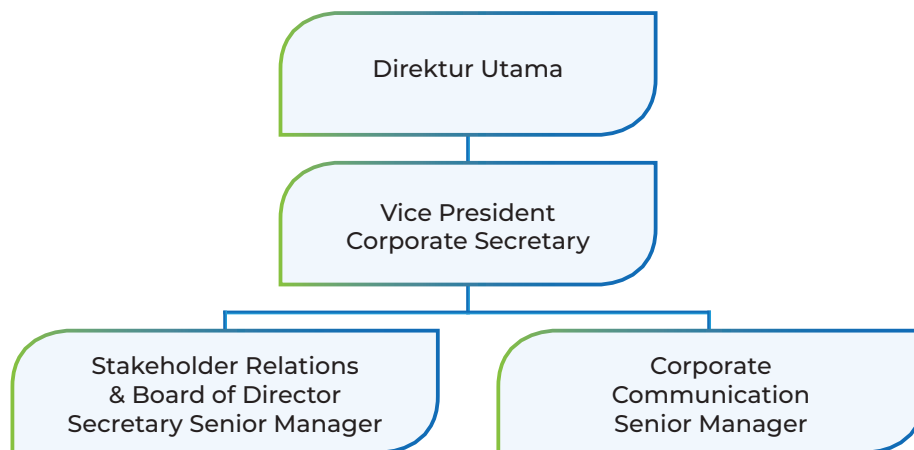 Direktur Utama
Vice President
Corporate Secretary
Stakeholder Relations
& Board of Director
Secretary Senior Manager
Corporate
Communication
Senior Manager